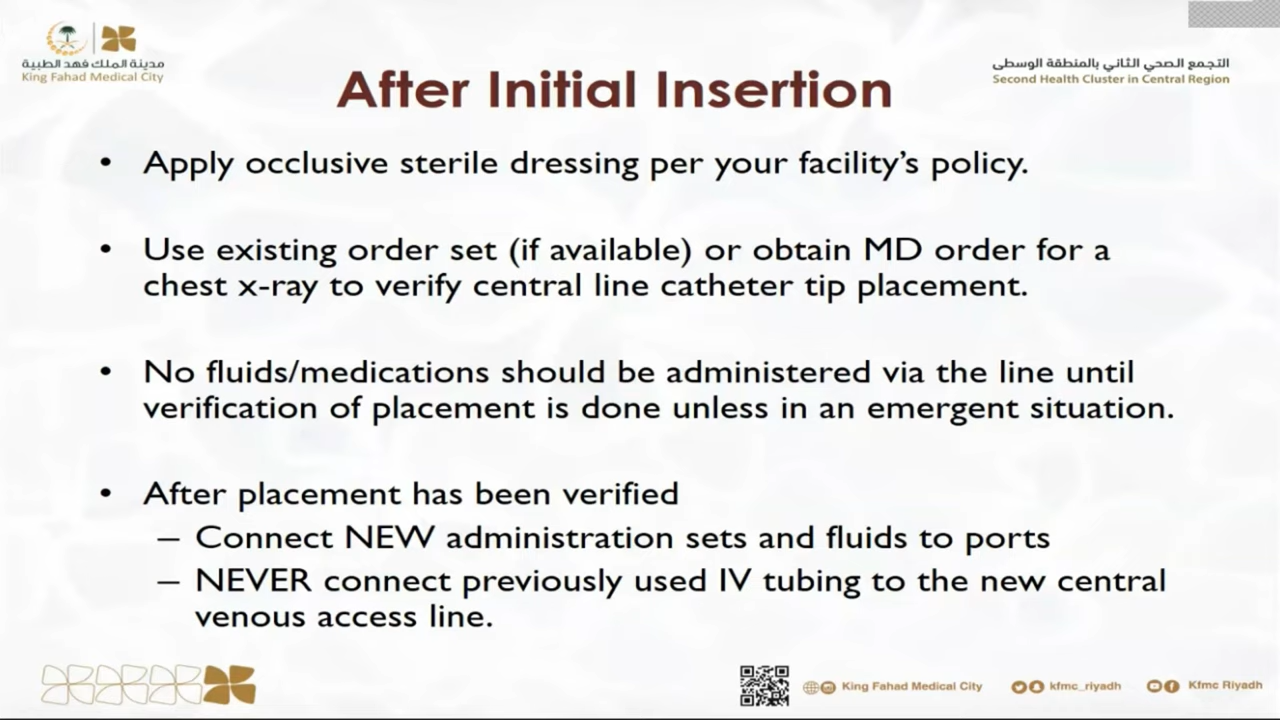 مدينة الملك فهد الطبية
King Fahad Medical City
التجمع الصحي الثاني بالمنطقة الوسطى
Second Health Cluster in Central Region
After Initial Insertion
• Apply occlusive sterile dressing per your facility’s policy.
• Use existing order set (if available) or obtain MD order for a
chest x-ray to verify central line catheter tip placement.
• No fluids/medications should be administered via the line until
verification of placement is done unless in an emergent situation.
• After placement has been verified
– Connect NEW administration sets and fluids to ports
– NEVER connect previously used IV tubing to the new central
venous access line.
King Fahad Medical City
kfmc_riyadh
Kfmc Riyadh